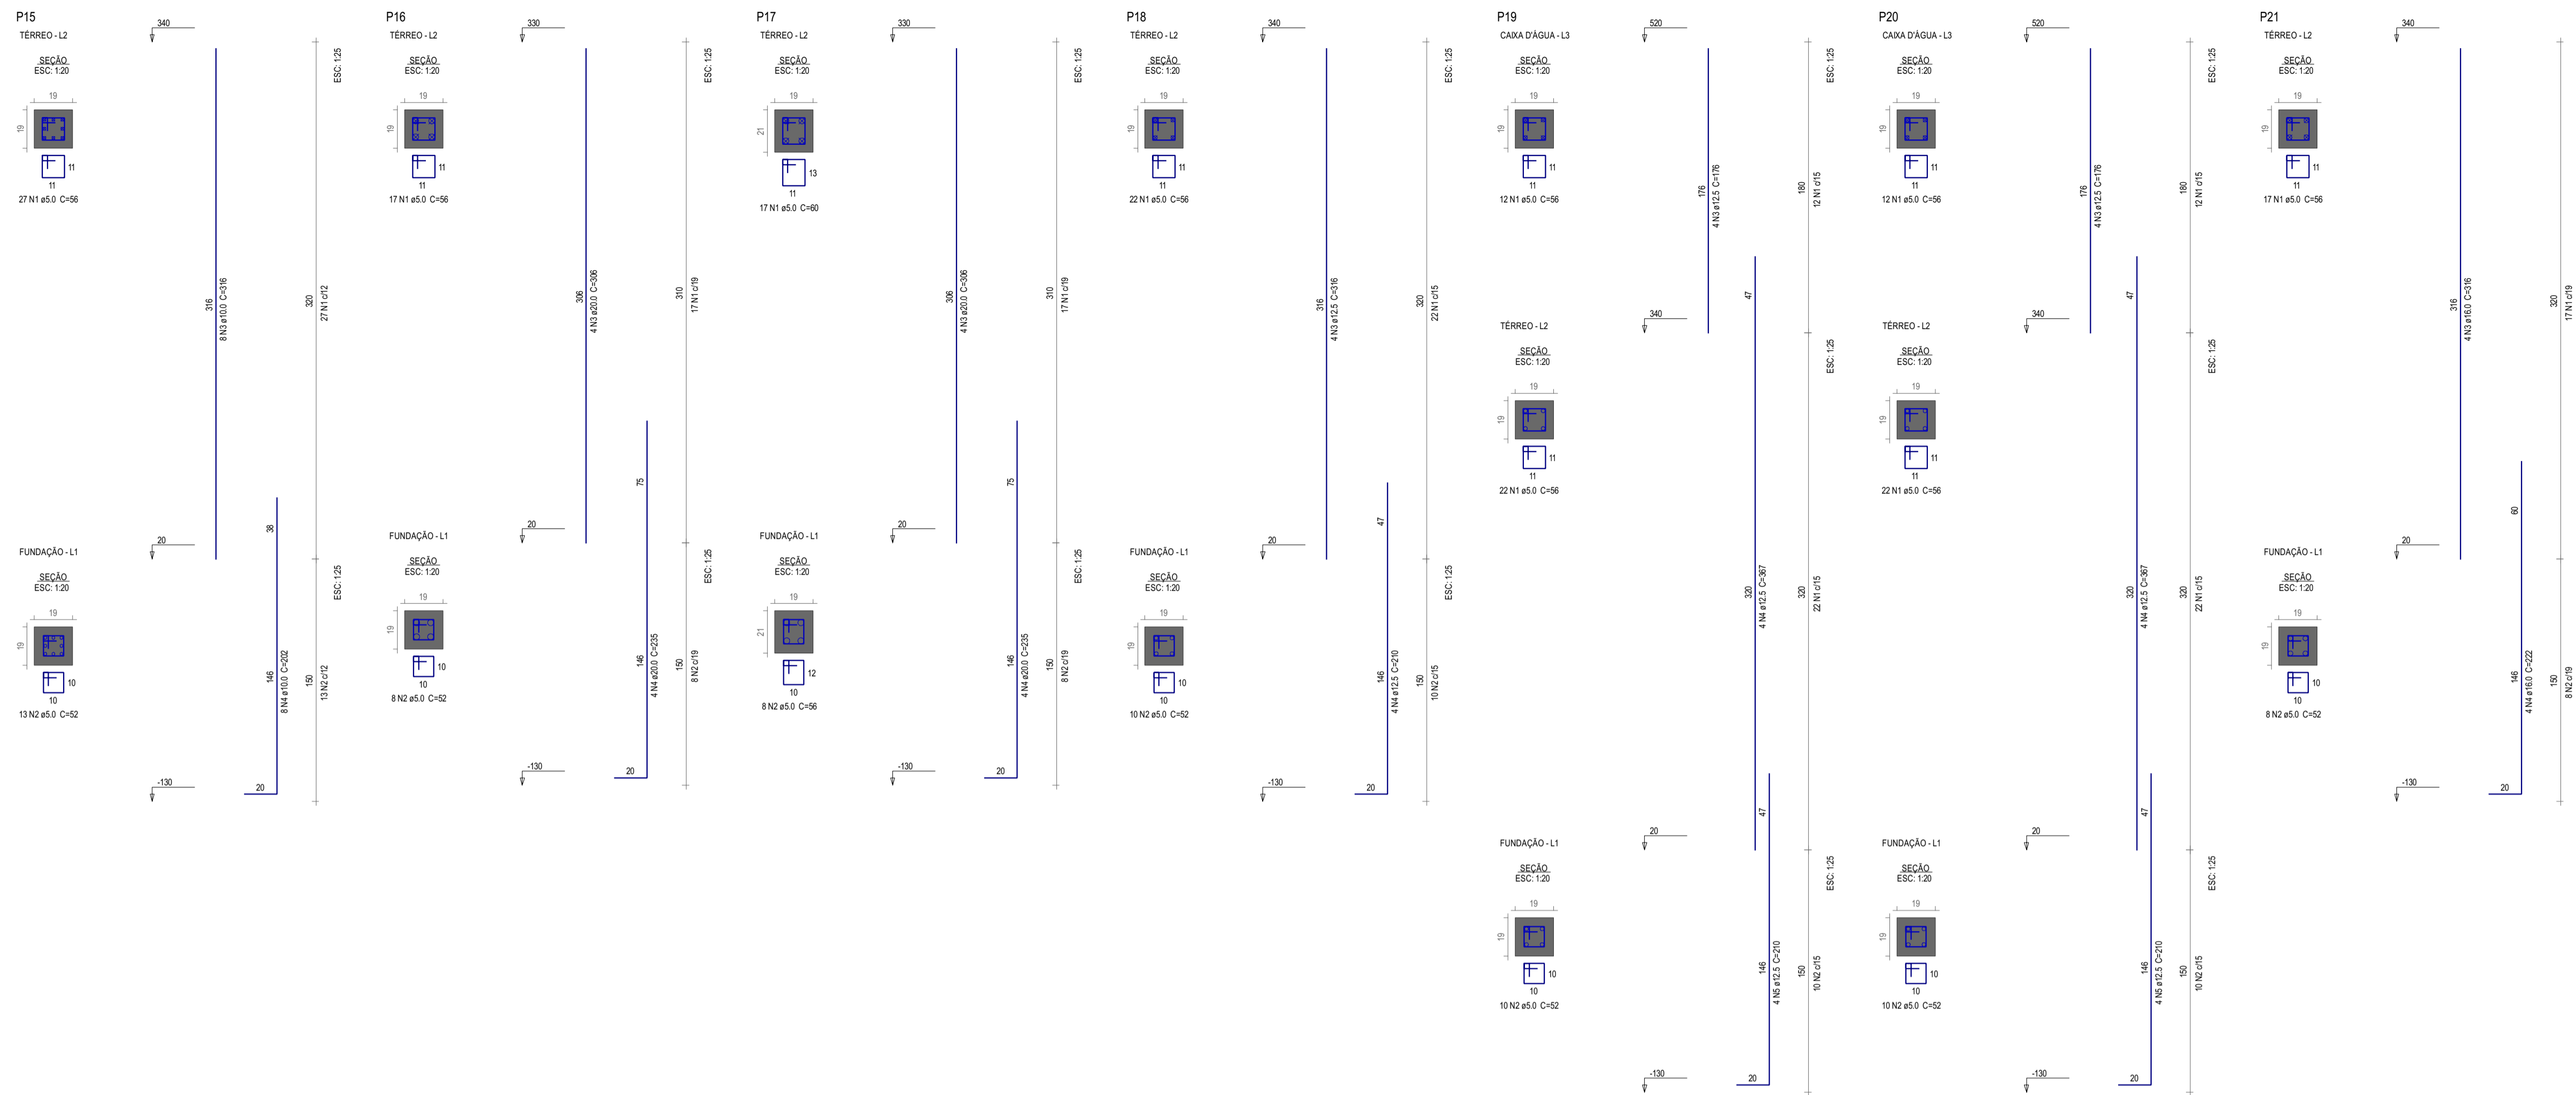 P15
TÉRREO - L2
SEÇÃO
ESC: 1:20
19
19
11
11
27 N1 ø5.0 C=56
340
316
8 N3 ø10.0 C=316
320
27 N1 c/12
ESC: 1:25
FUNDAÇÃO - L1
SEÇÃO
ESC: 1:20
19
19
10
10
13 N2 ø5.0 C=52
20
38
146
8 N4 ø10.0 C=202
150
13 N2 c/12
ESC: 1:25
-130
20
P16
TÉRREO - L2
SEÇÃO
ESC: 1:20
19
19
11
11
17 N1 ø5.0 C=56
330
306
4 N3 ø20.0 C=306
310
17 N1 c/19
ESC: 1:25
FUNDAÇÃO - L1
SEÇÃO
ESC: 1:20
19
19
10
10
8 N2 ø5.0 C=52
20
75
146
4 N4 ø20.0 C=235
150
8 N2 c/19
ESC: 1:25
-130
20
P17
TÉRREO - L2
SEÇÃO
ESC: 1:20
19
21
13
11
17 N1 ø5.0 C=60
330
306
4 N3 ø20.0 C=306
310
17 N1 c/19
ESC: 1:25
FUNDAÇÃO - L1
SEÇÃO
ESC: 1:20
19
21
12
10
8 N2 ø5.0 C=56
20
75
146
4 N4 ø20.0 C=235
150
8 N2 c/19
ESC: 1:25
-130
20
P18
TÉRREO - L2
SEÇÃO
ESC: 1:20
19
19
11
11
22 N1 ø5.0 C=56
340
316
4 N3 ø12.5 C=316
320
22 N1 c/15
ESC: 1:25
FUNDAÇÃO - L1
SEÇÃO
ESC: 1:20
19
19
10
10
10 N2 ø5.0 C=52
20
47
146
4 N4 ø12.5 C=210
150
10 N2 c/15
ESC: 1:25
-130
20
P19
CAIXA D'ÁGUA - L3
SEÇÃO
ESC: 1:20
19
19
11
11
12 N1 ø5.0 C=56
520
176
4 N3 ø12.5 C=176
180
12 N1 c/15
ESC: 1:25
TÉRREO - L2
SEÇÃO
ESC: 1:20
19
19
11
11
22 N1 ø5.0 C=56
340
47
320
4 N4 ø12.5 C=367
320
22 N1 c/15
ESC: 1:25
FUNDAÇÃO - L1
SEÇÃO
ESC: 1:20
19
19
10
10
10 N2 ø5.0 C=52
20
47
146
4 N5 ø12.5 C=210
150
10 N2 c/15
ESC: 1:25
-130
20
P20
CAIXA D'ÁGUA - L3
SEÇÃO
ESC: 1:20
19
19
11
11
12 N1 ø5.0 C=56
520
176
4 N3 ø12.5 C=176
180
12 N1 c/15
ESC: 1:25
TÉRREO - L2
SEÇÃO
ESC: 1:20
19
19
11
11
22 N1 ø5.0 C=56
340
47
320
4 N4 ø12.5 C=367
320
22 N1 c/15
ESC: 1:25
FUNDAÇÃO - L1
SEÇÃO
ESC: 1:20
19
19
10
10
10 N2 ø5.0 C=52
20
47
146
4 N5 ø12.5 C=210
150
10 N2 c/15
ESC: 1:25
-130
20
P21
TÉRREO - L2
SEÇÃO
ESC: 1:20
19
19
11
11
17 N1 ø5.0 C=56
340
316
4 N3 ø16.0 C=316
320
17 N1 c/19
FUNDAÇÃO - L1
SEÇÃO
ESC: 1:20
19
19
10
10
8 N2 ø5.0 C=52
20
60
146
4 N4 ø16.0 C=222
150
8 N2 c/19
-130
20